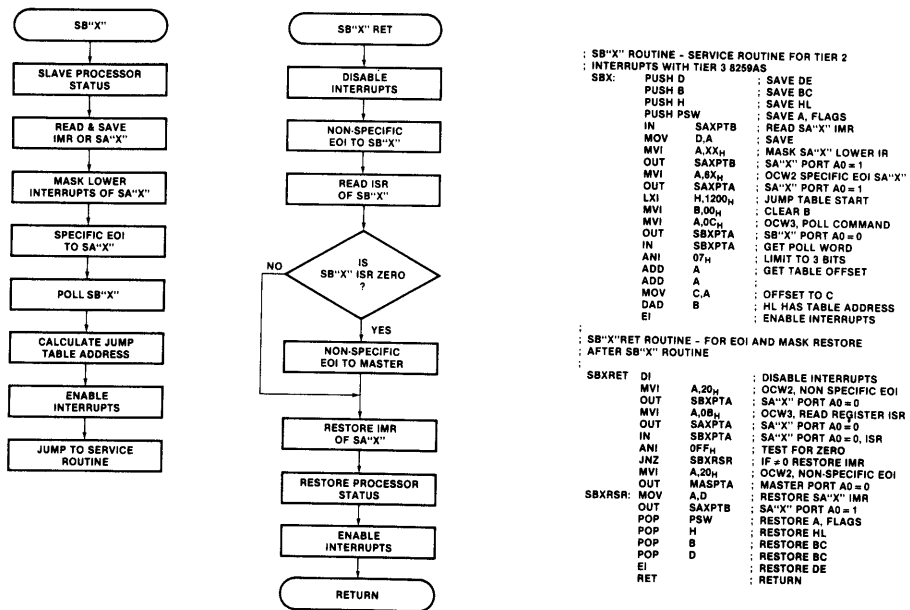 SB“X”
SLAVE PROCESSOR
STATUS
READ & SAVE
IMR OR SA“X”
MASK LOWER
INTERRUPTS OF SA“X”
SPECIFIC EOI
TO SA“X”
POLL SB“X”
CALCULATE JUMP
TABLE ADDRESS
ENABLE
INTERRUPTS
JUMP TO SERVICE
ROUTINE
SB“X” RET
DISABLE
INTERRUPTS
NON-SPECIFIC
EOI TO SB“X”
READ ISR
OF SB“X”
IS
SB“X” ISR ZERO
?
NO
YES
NON-SPECIFIC
EOI TO MASTER
RESTORE IMR
OF SA“X”
RESTORE PROCESSOR
STATUS
ENABLE
INTERRUPTS
RETURN
; SB“X” ROUTINE – SERVICE ROUTINE FOR TIER 2
; INTERRUPTS WITH TIER 3 8259AS
SBX: PUSH D ; SAVE DE
PUSH B ; SAVE BC
PUSH H ; SAVE HL
PUSH PSW ; SAVE A, FLAGS
IN SAXPTB ; READ SA“X” IMR
MOV D,A ; SAVE
MVI A,XXH ; MASK SA“X” LOWER IR
OUT SAXPTB ; SA“X” PORT A0 = 1
MVI A,6XH ; OCW2 SPECIFIC EOI SA“X”
OUT SAXPTA ; SA“X” PORT A0 = 1
LXI H,1200H ; JUMP TABLE START
MVI B,00H ; CLEAR B
MVI A,0CH ; OCW3, POLL COMMAND
OUT SBXPTA ; SB“X” PORT A0 = 0
IN SBXPTA ; GET POLL WORD
ANI 07H ; LIMIT TO 3 BITS
ADD A ; GET TABLE OFFSET
ADD A ;
MOV C,A ; OFFSET TO C
DAD B ; HL HAS TABLE ADDRESS
EI ; ENABLE INTERRUPTS
;
; SB“X”RET ROUTINE – FOR EOI AND MASK RESTORE
; AFTER SB“X” ROUTINE
;
SBXRET DI ; DISABLE INTERRUPTS
MVI A,20H ; OCW2, NON SPECIFIC EOI
OUT SBXPTA ; SA“X” PORT A0 = 0
MVI A,0BH ; OCW3, READ REGISTER ISR
OUT SAXPTA ; SA“X” PORT A0 = 0
IN SBXPTA ; SA“X” PORT A0 = 0, ISR
ANI 0FFH ; TEST FOR ZERO
JNZ SBXRSR ; IF ≠ 0 RESTORE IMR
MVI A,20H ; OCW2, NON-SPECIFIC EOI
OUT MASPTA ; MASTER PORT A0 = 0
SBXRSR: MOV A,D ; RESTORE SA“X” IMR
OUT SAXPTB ; SA“X” PORT A0 = 1
POP PSW ; RESTORE A, FLAGS
POP H ; RESTORE HL
POP B ; RESTORE BC
POP D ; RESTORE BC
EI ; RESTORE DE
RET ; RETURN